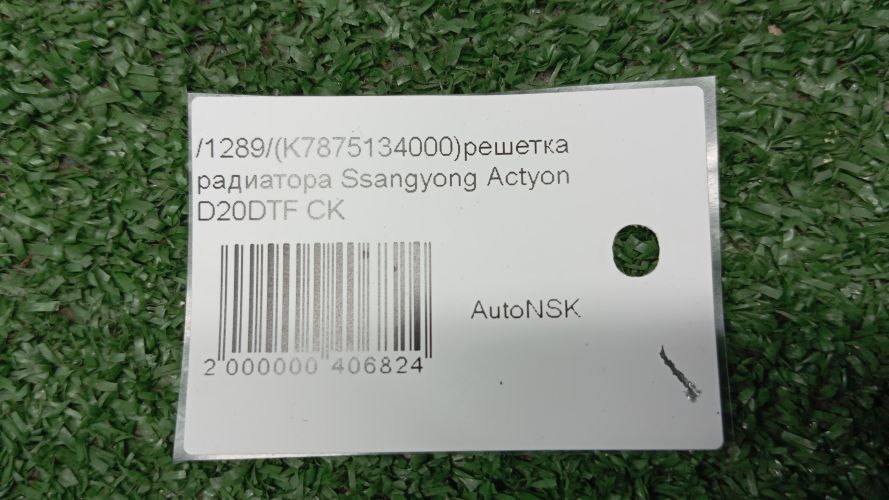 /1289/(K7875134000)решетка
радиатора Ssangyong Actyon
D20DTF CK
AutoNSK
2 000000 406824